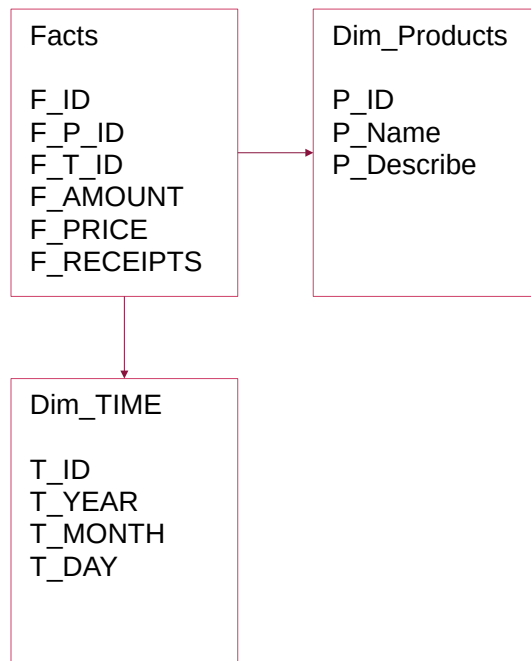 Facts
F_ID
F_P_ID
F_T_ID
F_AMOUNT
F_PRICE
F_RECEIPTS
Dim_Products
P_ID
P_Name
P_Describe
Dim_TIME
T_ID
T_YEAR
T_MONTH
T_DAY